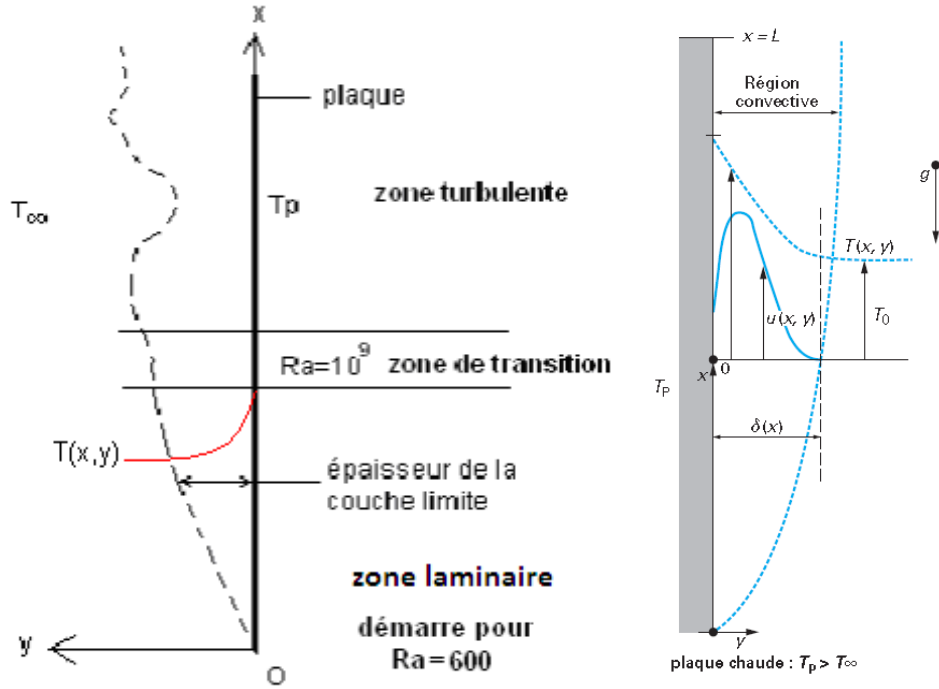 x
plaque
T∞
Tp
zone turbulente
Ra=10⁹
zone de transition
T(x,y)
épaisseur de la
couche limite
zone laminaire
démarre pour
Ra=600
y
O
x = L
Région
convective
g
T(x, y)
u(x, y)
T₀
x
0
Tₚ
δ(x)
y
plaque chaude : Tₚ > T∞